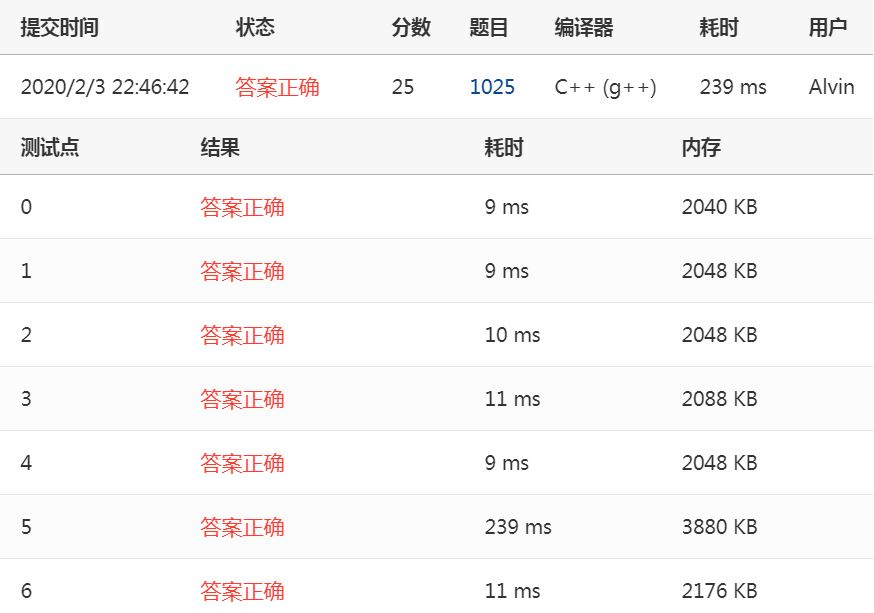 提交时间 状态 分数 题目 编译器 耗时 用户
2020/2/3 22:46:42 答案正确 25 1025 C++ (g++) 239 ms Alvin
测试点 结果 耗时 内存
0 答案正确 9 ms 2040 KB
1 答案正确 9 ms 2048 KB
2 答案正确 10 ms 2048 KB
3 答案正确 11 ms 2088 KB
4 答案正确 9 ms 2048 KB
5 答案正确 239 ms 3880 KB
6 答案正确 11 ms 2176 KB